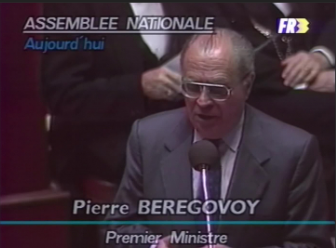 ASSEMBLEE NATIONALE
FR3
Aujourd'hui
Pierre BEREGOVOY
Premier Ministre